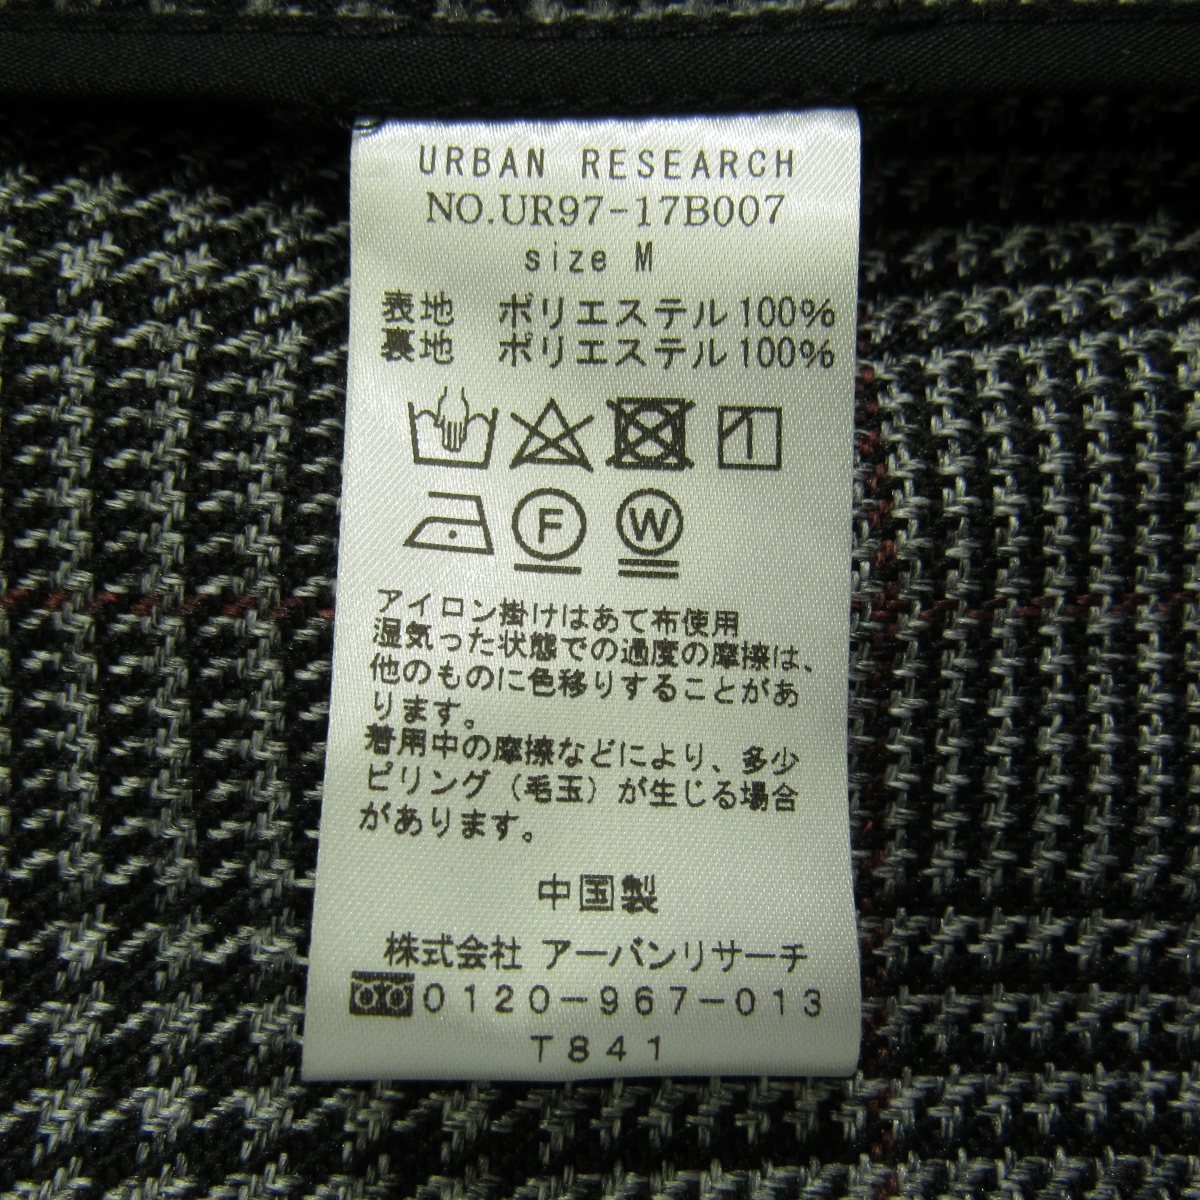 URBAN RESEARCH
NO.UR97-17B007
size M
表地 ポリエステル100%
裏地 ポリエステル100%
F W
アイロン掛けはあて布使用
湿気った状態での過度の摩擦は、
他のものに色移りすることがあ
ります。
着用中の摩擦などにより、多少
ピリング(毛玉)が生じる場合
があります。
中国製
株式会社 アーバンリサーチ
0120-967-013
T841